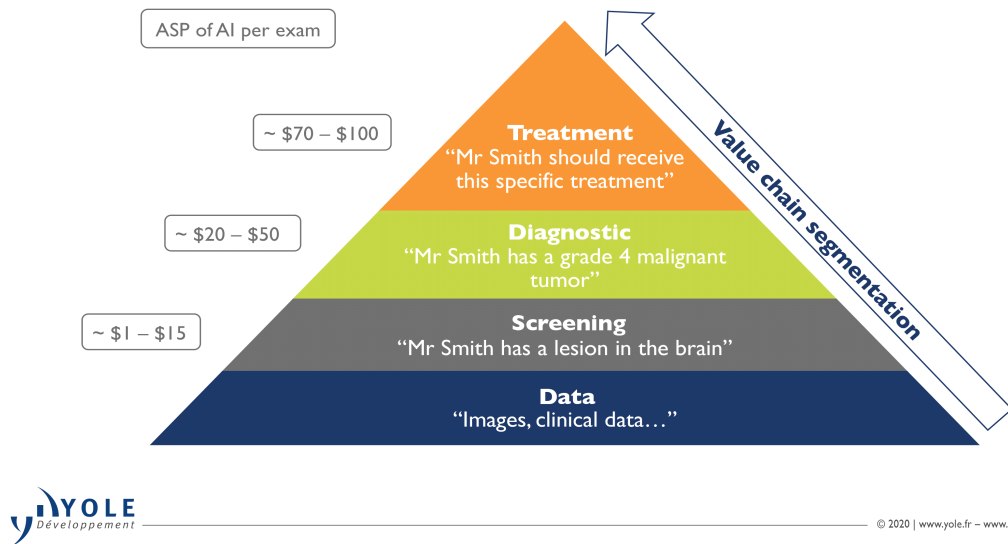 ASP of AI per exam
~ $70 – $100
Treatment
“Mr Smith should receive
this specific treatment”
Value chain segmentation
~ $20 – $50
Diagnostic
“Mr Smith has a grade 4 malignant
tumor”
~ $1 – $15
Screening
“Mr Smith has a lesion in the brain”
Data
“Images, clinical data…”
YOLE
Développement
© 2020 | www.yole.fr – www.